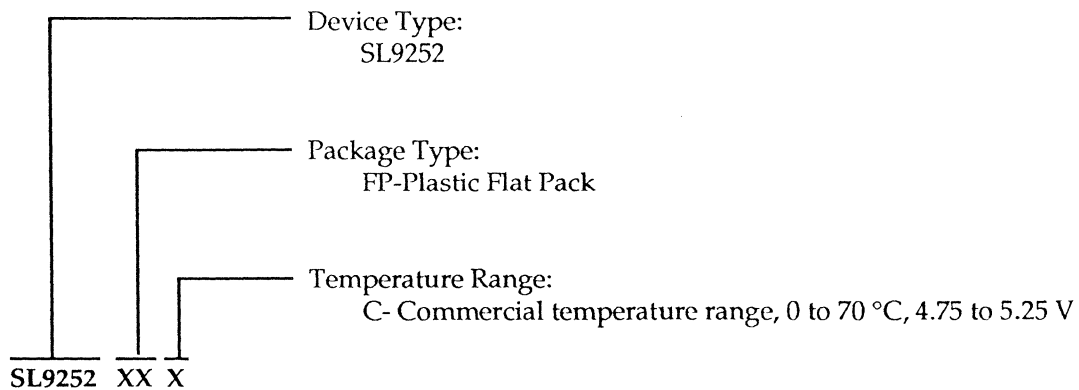 Device Type:
SL9252
Package Type:
FP-Plastic Flat Pack
Temperature Range:
C- Commercial temperature range, 0 to 70 °C, 4.75 to 5.25 V
SL9252 XX X